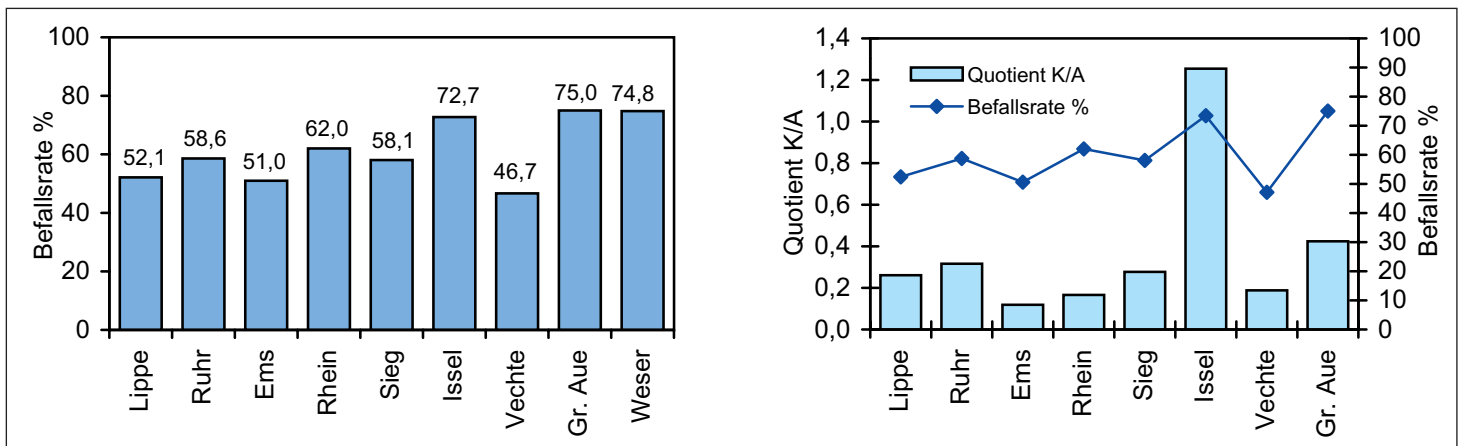 100
80
60
40
20
0
Befallsrate %
52,1
58,6
51,0
62,0
58,1
72,7
46,7
75,0
74,8
Lippe
Ruhr
Ems
Rhein
Sieg
Issel
Vechte
Gr. Aue
Weser
1,4
1,2
1,0
0,8
0,6
0,4
0,2
0,0
Quotient K/A
Quotient K/A
Befallsrate %
100
90
80
70
60
50
40
30
20
10
0
Befallsrate %
Lippe
Ruhr
Ems
Rhein
Sieg
Issel
Vechte
Gr. Aue